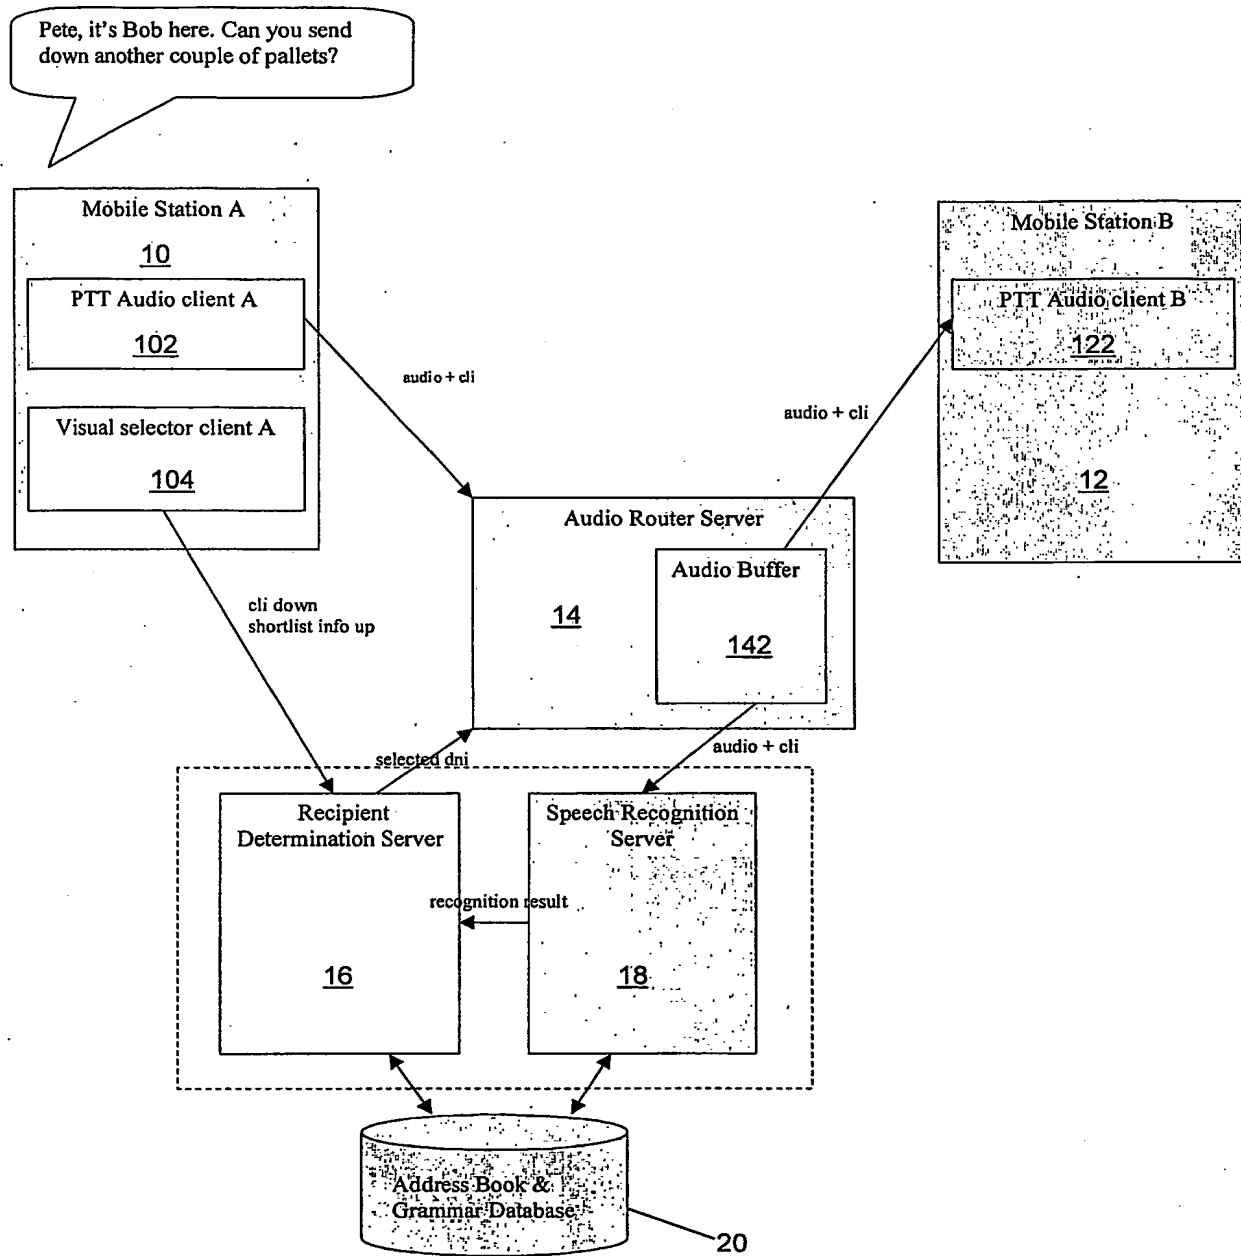 Pete, it's Bob here. Can you send
down another couple of pallets?
Mobile Station A
10
PTT Audio client A
102
Visual selector client A
104
Mobile Station B
PTT Audio client B
122
12
audio + cli
audio + cli
Audio Router Server
Audio Buffer
14
142
cli down
shortlist info up
selected dni
audio + cli
Recipient
Determination Server
Speech Recognition
Server
recognition result
16
18
Address Book &
Grammar Database
20